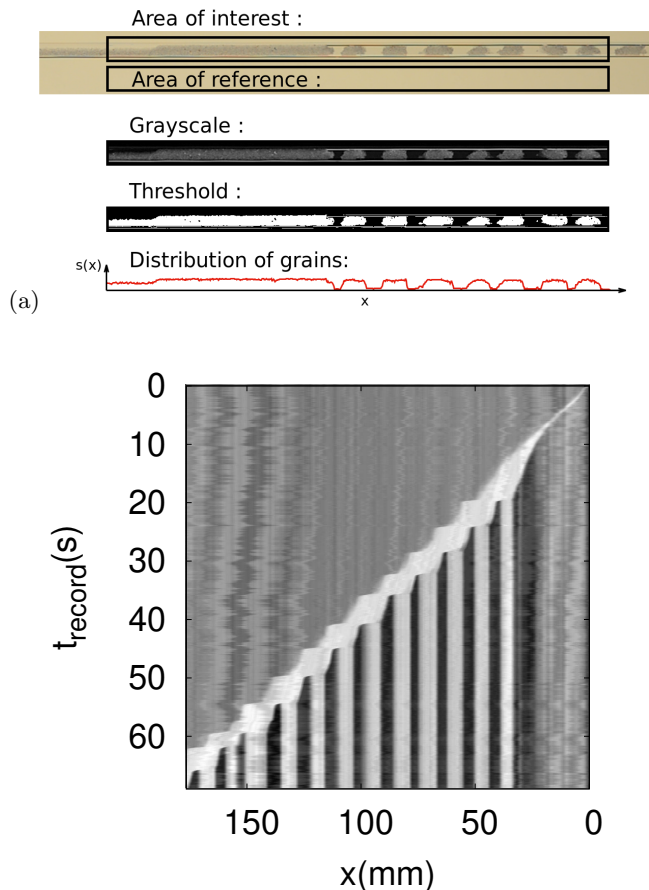 Area of interest :
Area of reference :
Grayscale :
Threshold :
Distribution of grains:
s(x)
x
(a)
0
10
20
30
40
50
60
t_record(s)
150 100 50 0
x(mm)